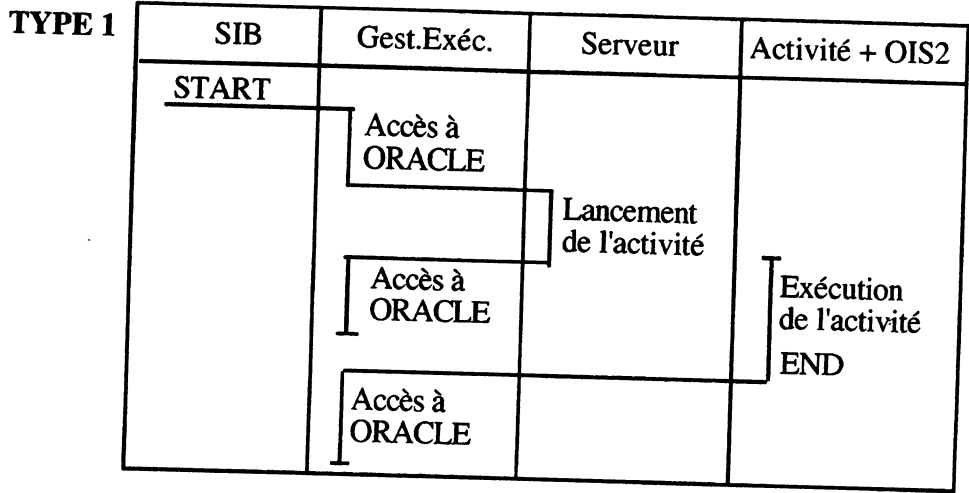 TYPE 1
SIB
Gest.Exéc.
Serveur
Activité + OIS2
START
Accès à
ORACLE
Lancement
de l'activité
Accès à
ORACLE
Exécution
de l'activité
END
Accès à
ORACLE